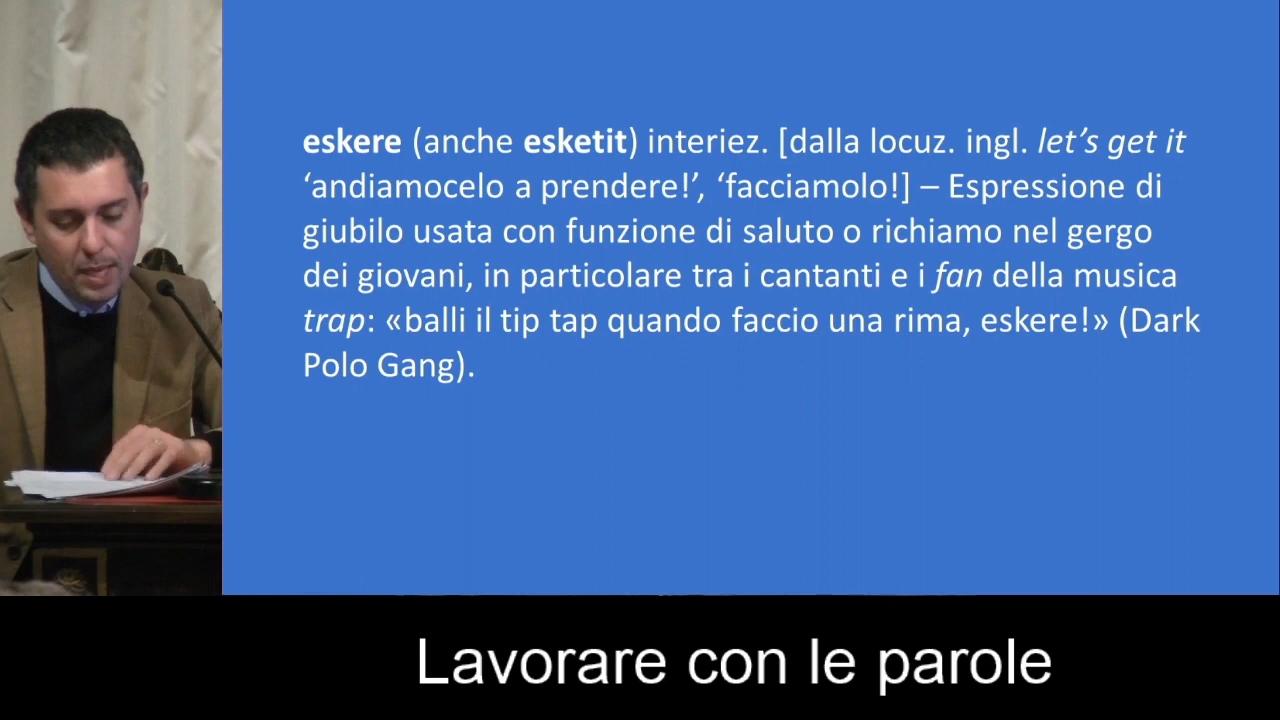 eskere (anche esketit) interiez. [dalla locuz. ingl. let’s get it
‘andiamocelo a prendere!’, ‘facciamolo!] – Espressione di
giubilo usata con funzione di saluto o richiamo nel gergo
dei giovani, in particolare tra i cantanti e i fan della musica
trap: «balli il tip tap quando faccio una rima, eskere!» (Dark
Polo Gang).
Lavorare con le parole